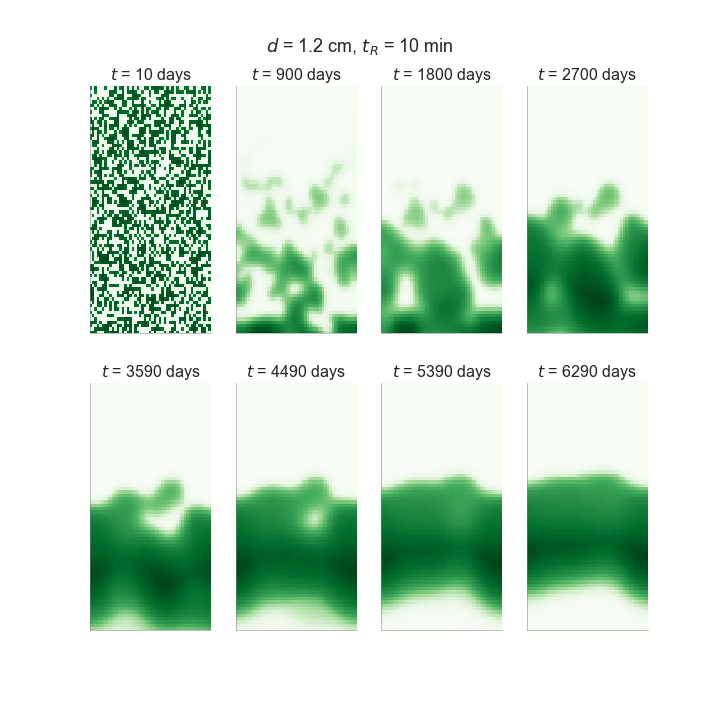 d = 1.2 cm, t_R = 10 min
t = 10 days
t = 900 days
t = 1800 days
t = 2700 days
t = 3590 days
t = 4490 days
t = 5390 days
t = 6290 days